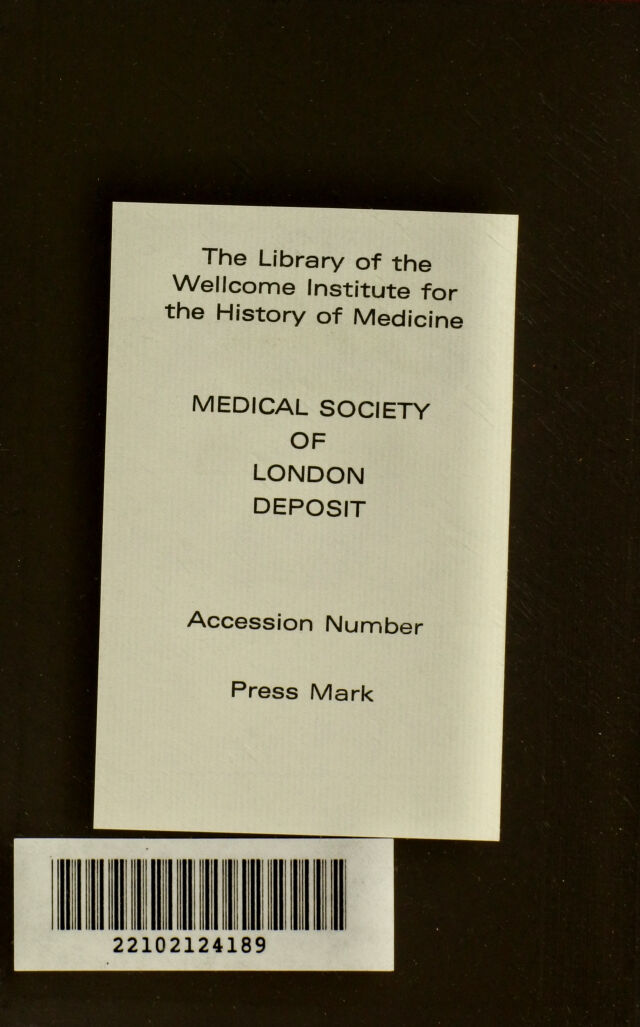 The Library of the
Wellcome Institute for
the History of Medicine
MEDICAL SOCIETY
OF
LONDON
DEPOSIT
Accession Number
Press Mark
22102124189